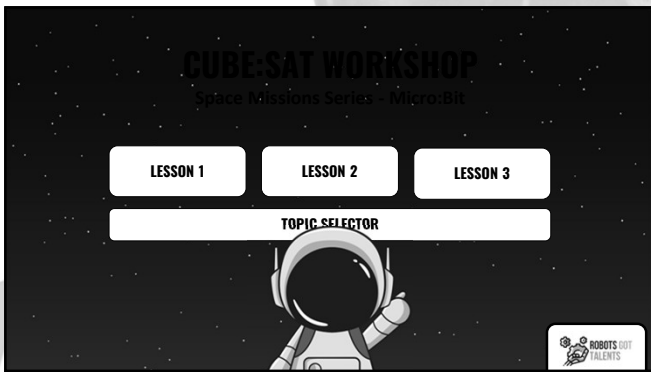 CUBE:SAT WORKSHOP
Space Missions Series - Micro:Bit
LESSON 1
LESSON 2
LESSON 3
TOPIC SELECTOR
ROBOTS GOT
TALENTS